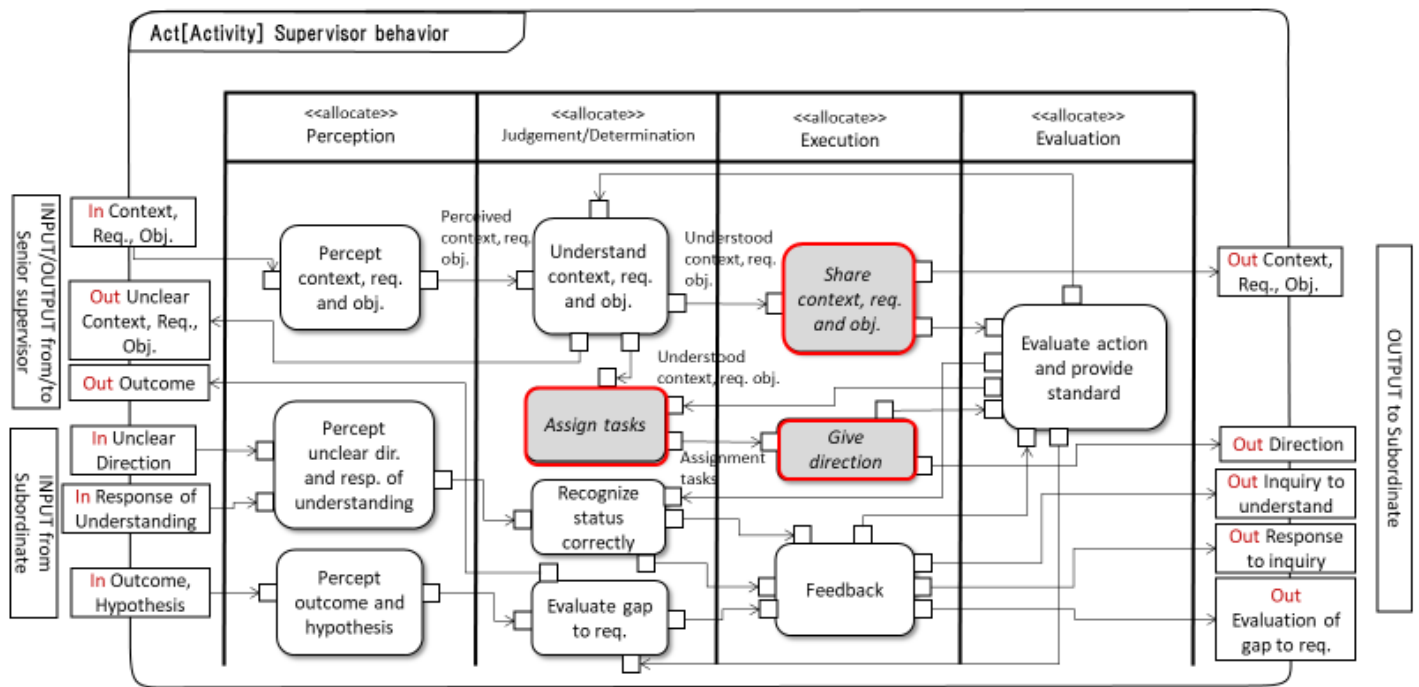 Act[Activity] Supervisor behavior
<<allocate>>
Perception
<<allocate>>
Judgement/Determination
<<allocate>>
Execution
<<allocate>>
Evaluation
INPUT/OUTPUT from/to
Senior supervisor
In Context,
Req., Obj.
Out Unclear
Context, Req.,
Obj.
Out Outcome
INPUT from
Subordinate
In Unclear
Direction
In Response of
Understanding
In Outcome,
Hypothesis
Percept
context, req.
and obj.
Perceived
context, req.
obj.
Understand
context, req.
and obj.
Understood
context, req.
obj.
Share
context, req.
and obj.
Evaluate action
and provide
standard
Understood
context, req. obj.
Assign tasks
Assignment
tasks
Give
direction
Percept
unclear dir.
and resp. of
understanding
Recognize
status
correctly
Percept
outcome and
hypothesis
Evaluate gap
to req.
Feedback
Out Context,
Req., Obj.
Out Direction
Out Inquiry to
understand
Out Response
to inquiry
Out
Evaluation of
gap to req.
OUTPUT to Subordinate